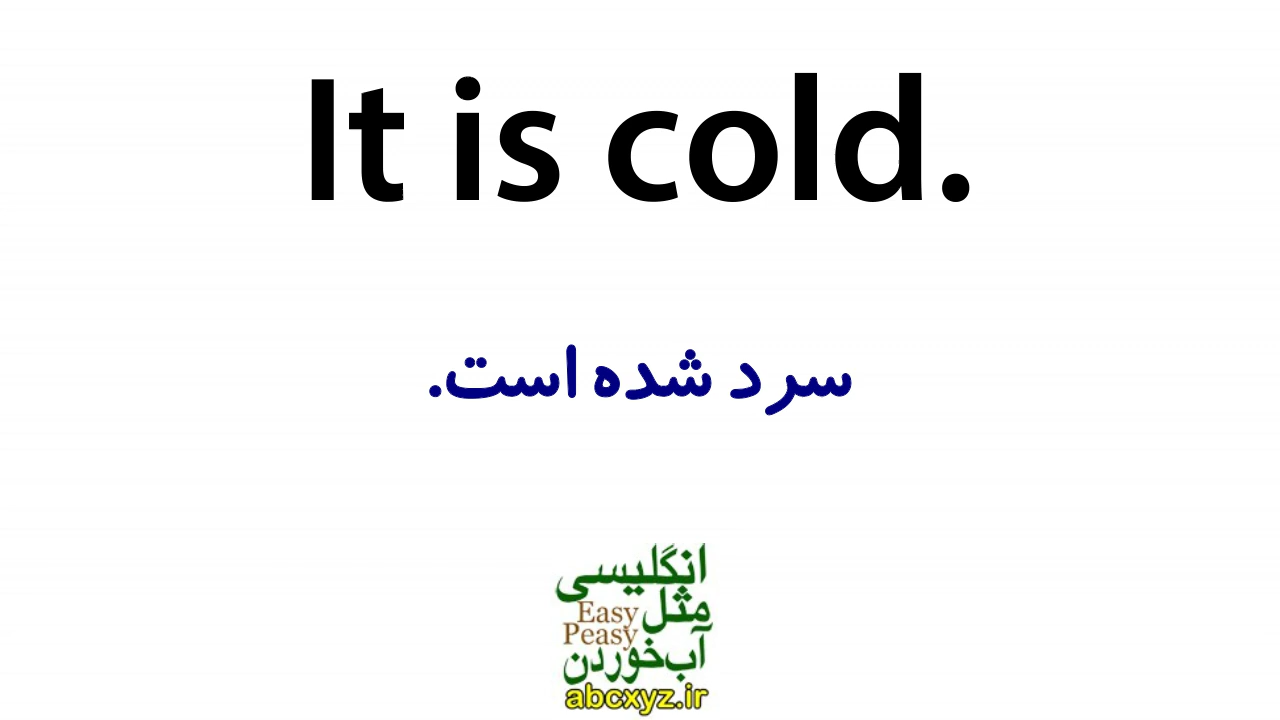 It is cold.
سرد شده است.
انگلیسی
مثل
Easy
Peasy
آب‌خوردن
abcxyz.ir